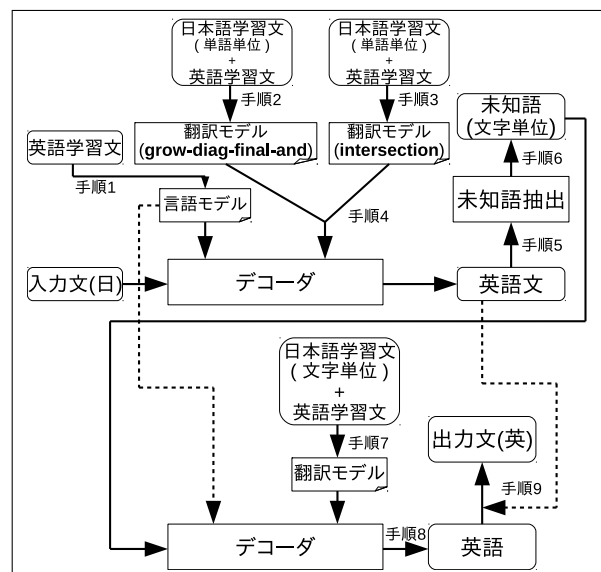 日本語学習文
(単語単位)
+
英語学習文
日本語学習文
(単語単位)
+
英語学習文
手順2
手順3
未知語
(文字単位)
英語学習文
翻訳モデル
(grow-diag-final-and)
翻訳モデル
(intersection)
手順6
手順1
言語モデル
手順4
未知語抽出
手順5
入力文(日)
デコーダ
英語文
日本語学習文
(文字単位)
+
英語学習文
手順7
出力文(英)
翻訳モデル
手順9
デコーダ
手順8
英語